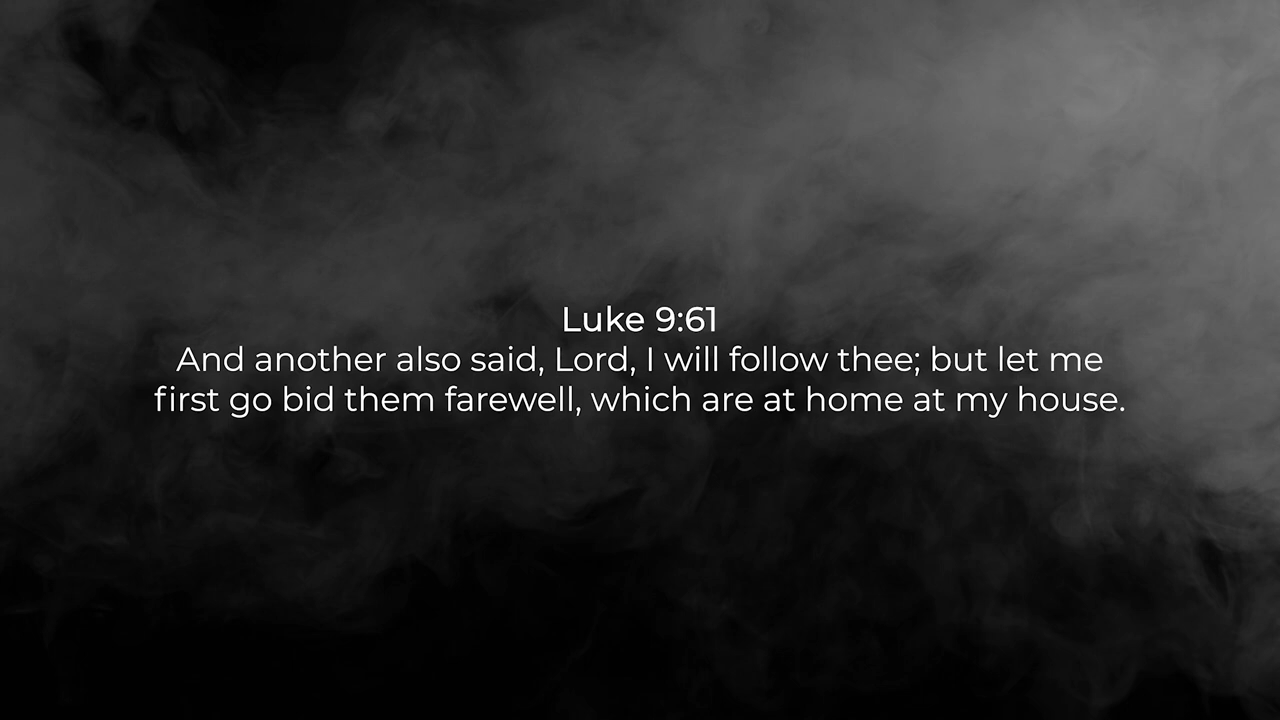 Luke 9:61
And another also said, Lord, I will follow thee; but let me
first go bid them farewell, which are at home at my house.